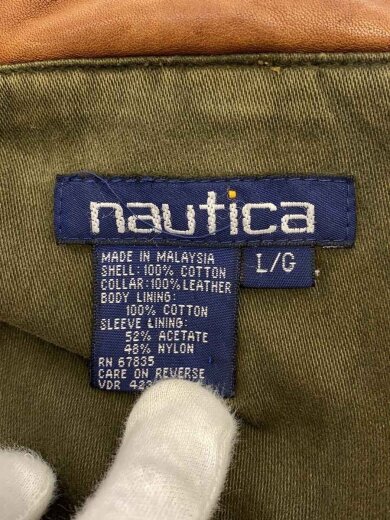 nautica
L/G
MADE IN MALAYSIA
SHELL: 100% COTTON
COLLAR: 100% LEATHER
BODY LINING:
100% COTTON
SLEEVE LINING:
52% ACETATE
48% NYLON
RN 67835
CARE ON REVERSE
VDR